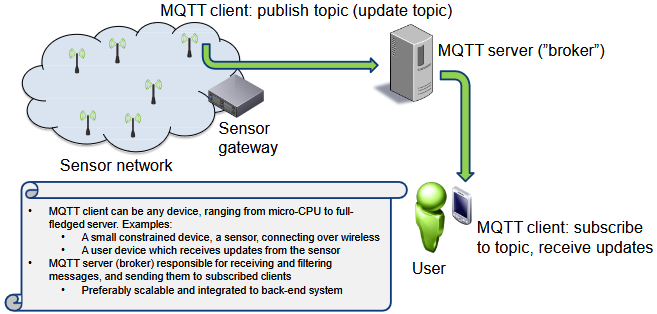 MQTT client: publish topic (update topic)
MQTT server (”broker”)
Sensor
gateway
Sensor network
MQTT client: subscribe
to topic, receive updates
User
• MQTT client can be any device, ranging from micro-CPU to full-
fledged server. Examples:
• A small constrained device, a sensor, connecting over wireless
• A user device which receives updates from the sensor
• MQTT server (broker) responsible for receiving and filtering
messages, and sending them to subscribed clients
• Preferably scalable and integrated to back-end system